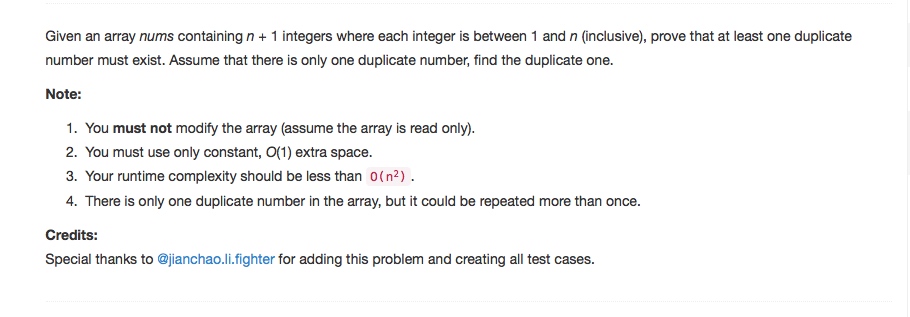 Given an array nums containing n + 1 integers where each integer is between 1 and n (inclusive), prove that at least one duplicate
number must exist. Assume that there is only one duplicate number, find the duplicate one.
Note:
1. You must not modify the array (assume the array is read only).
2. You must use only constant, O(1) extra space.
3. Your runtime complexity should be less than O(n²) .
4. There is only one duplicate number in the array, but it could be repeated more than once.
Credits:
Special thanks to @jianchao.li.fighter for adding this problem and creating all test cases.